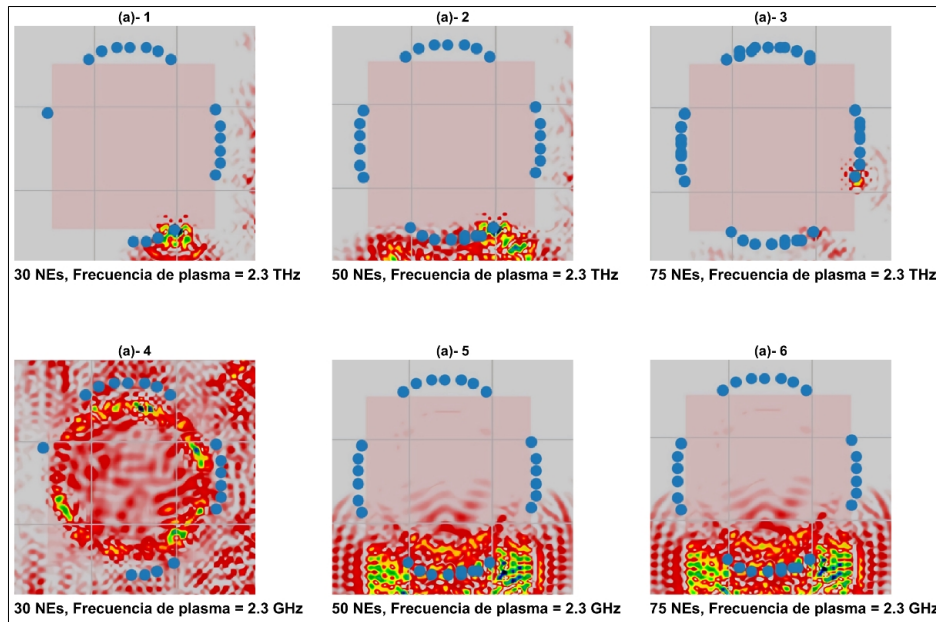 (a)- 1
(a)- 2
(a)- 3
30 NEs, Frecuencia de plasma = 2.3 THz
50 NEs, Frecuencia de plasma = 2.3 THz
75 NEs, Frecuencia de plasma = 2.3 THz
(a)- 4
(a)- 5
(a)- 6
30 NEs, Frecuencia de plasma = 2.3 GHz
50 NEs, Frecuencia de plasma = 2.3 GHz
75 NEs, Frecuencia de plasma = 2.3 GHz